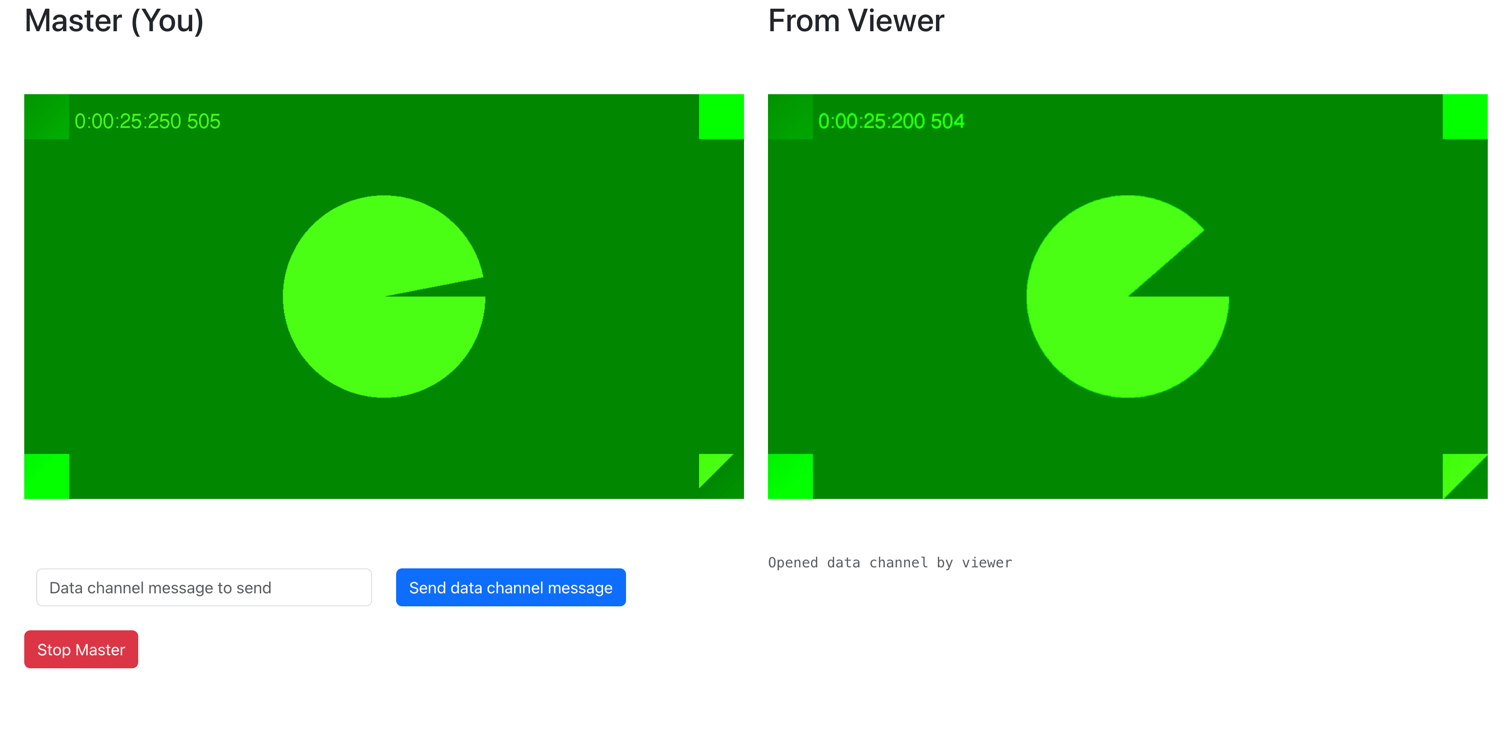 Master (You)
From Viewer
0:00:25:250 505
0:00:25:200 504
Data channel message to send
Send data channel message
Opened data channel by viewer
Stop Master